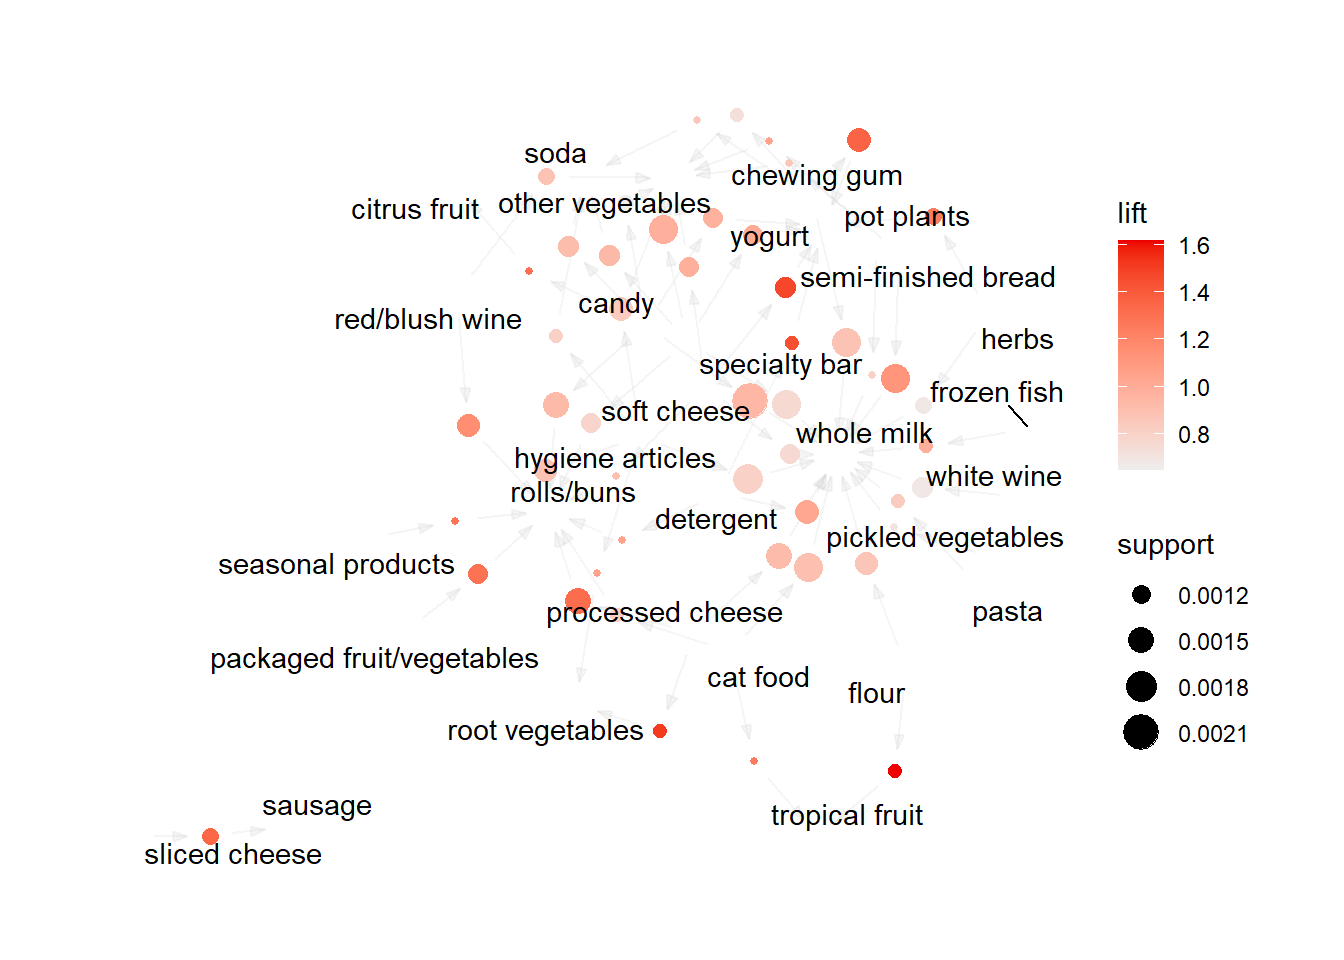 soda
chewing gum
citrus fruit
other vegetables
pot plants
yogurt
semi-finished bread
candy
red/blush wine
herbs
specialty bar
frozen fish
soft cheese
whole milk
hygiene articles
white wine
rolls/buns
detergent
pickled vegetables
seasonal products
processed cheese
pasta
packaged fruit/vegetables
cat food
flour
root vegetables
sausage
tropical fruit
sliced cheese
lift
1.6
1.4
1.2
1.0
0.8
support
0.0012
0.0015
0.0018
0.0021